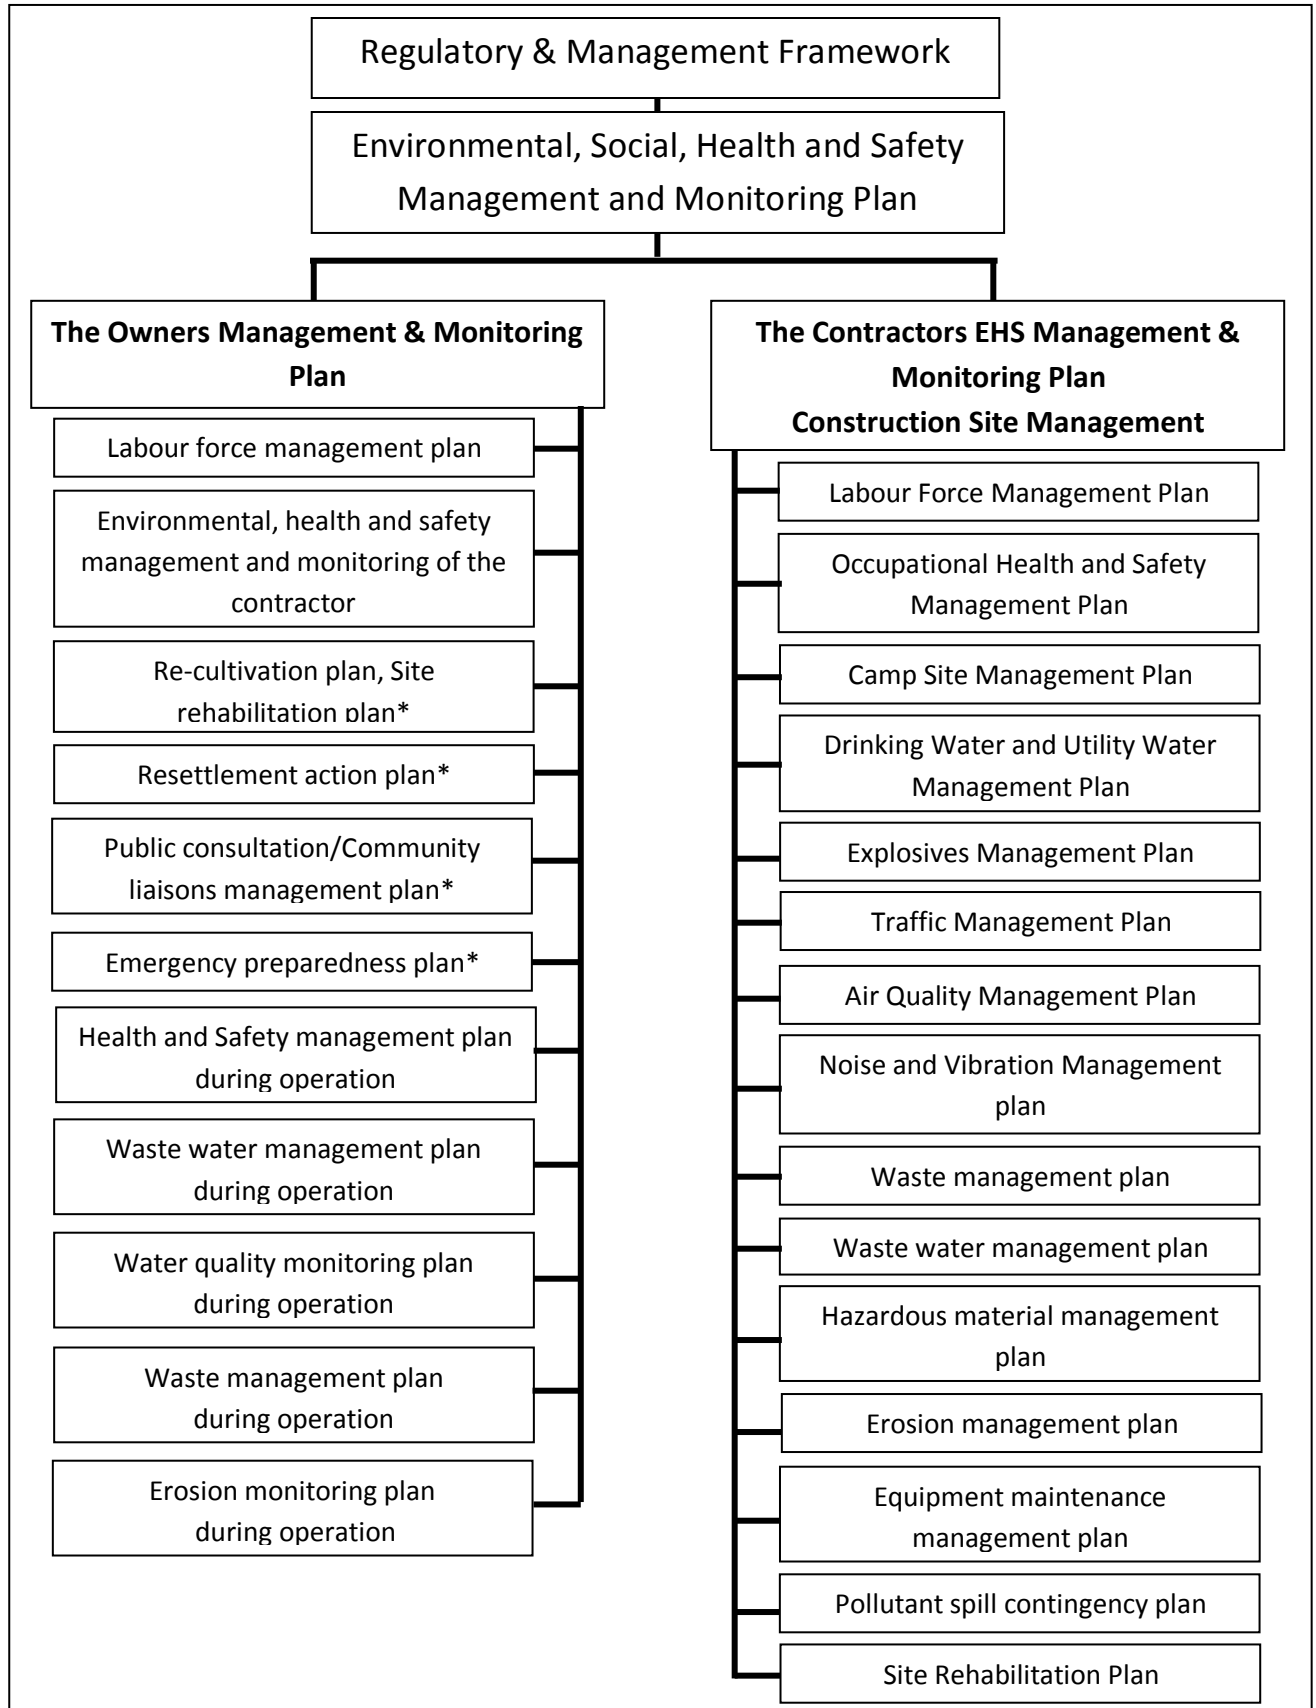 Regulatory & Management Framework
Environmental, Social, Health and Safety
Management and Monitoring Plan
The Owners Management & Monitoring
Plan
Labour force management plan
Environmental, health and safety
management and monitoring of the
contractor
Re-cultivation plan, Site
rehabilitation plan*
Resettlement action plan*
Public consultation/Community
liaisons management plan*
Emergency preparedness plan*
Health and Safety management plan
during operation
Waste water management plan
during operation
Water quality monitoring plan
during operation
Waste management plan
during operation
Erosion monitoring plan
during operation
The Contractors EHS Management &
Monitoring Plan
Construction Site Management
Labour Force Management Plan
Occupational Health and Safety
Management Plan
Camp Site Management Plan
Drinking Water and Utility Water
Management Plan
Explosives Management Plan
Traffic Management Plan
Air Quality Management Plan
Noise and Vibration Management
plan
Waste management plan
Waste water management plan
Hazardous material management
plan
Erosion management plan
Equipment maintenance
management plan
Pollutant spill contingency plan
Site Rehabilitation Plan